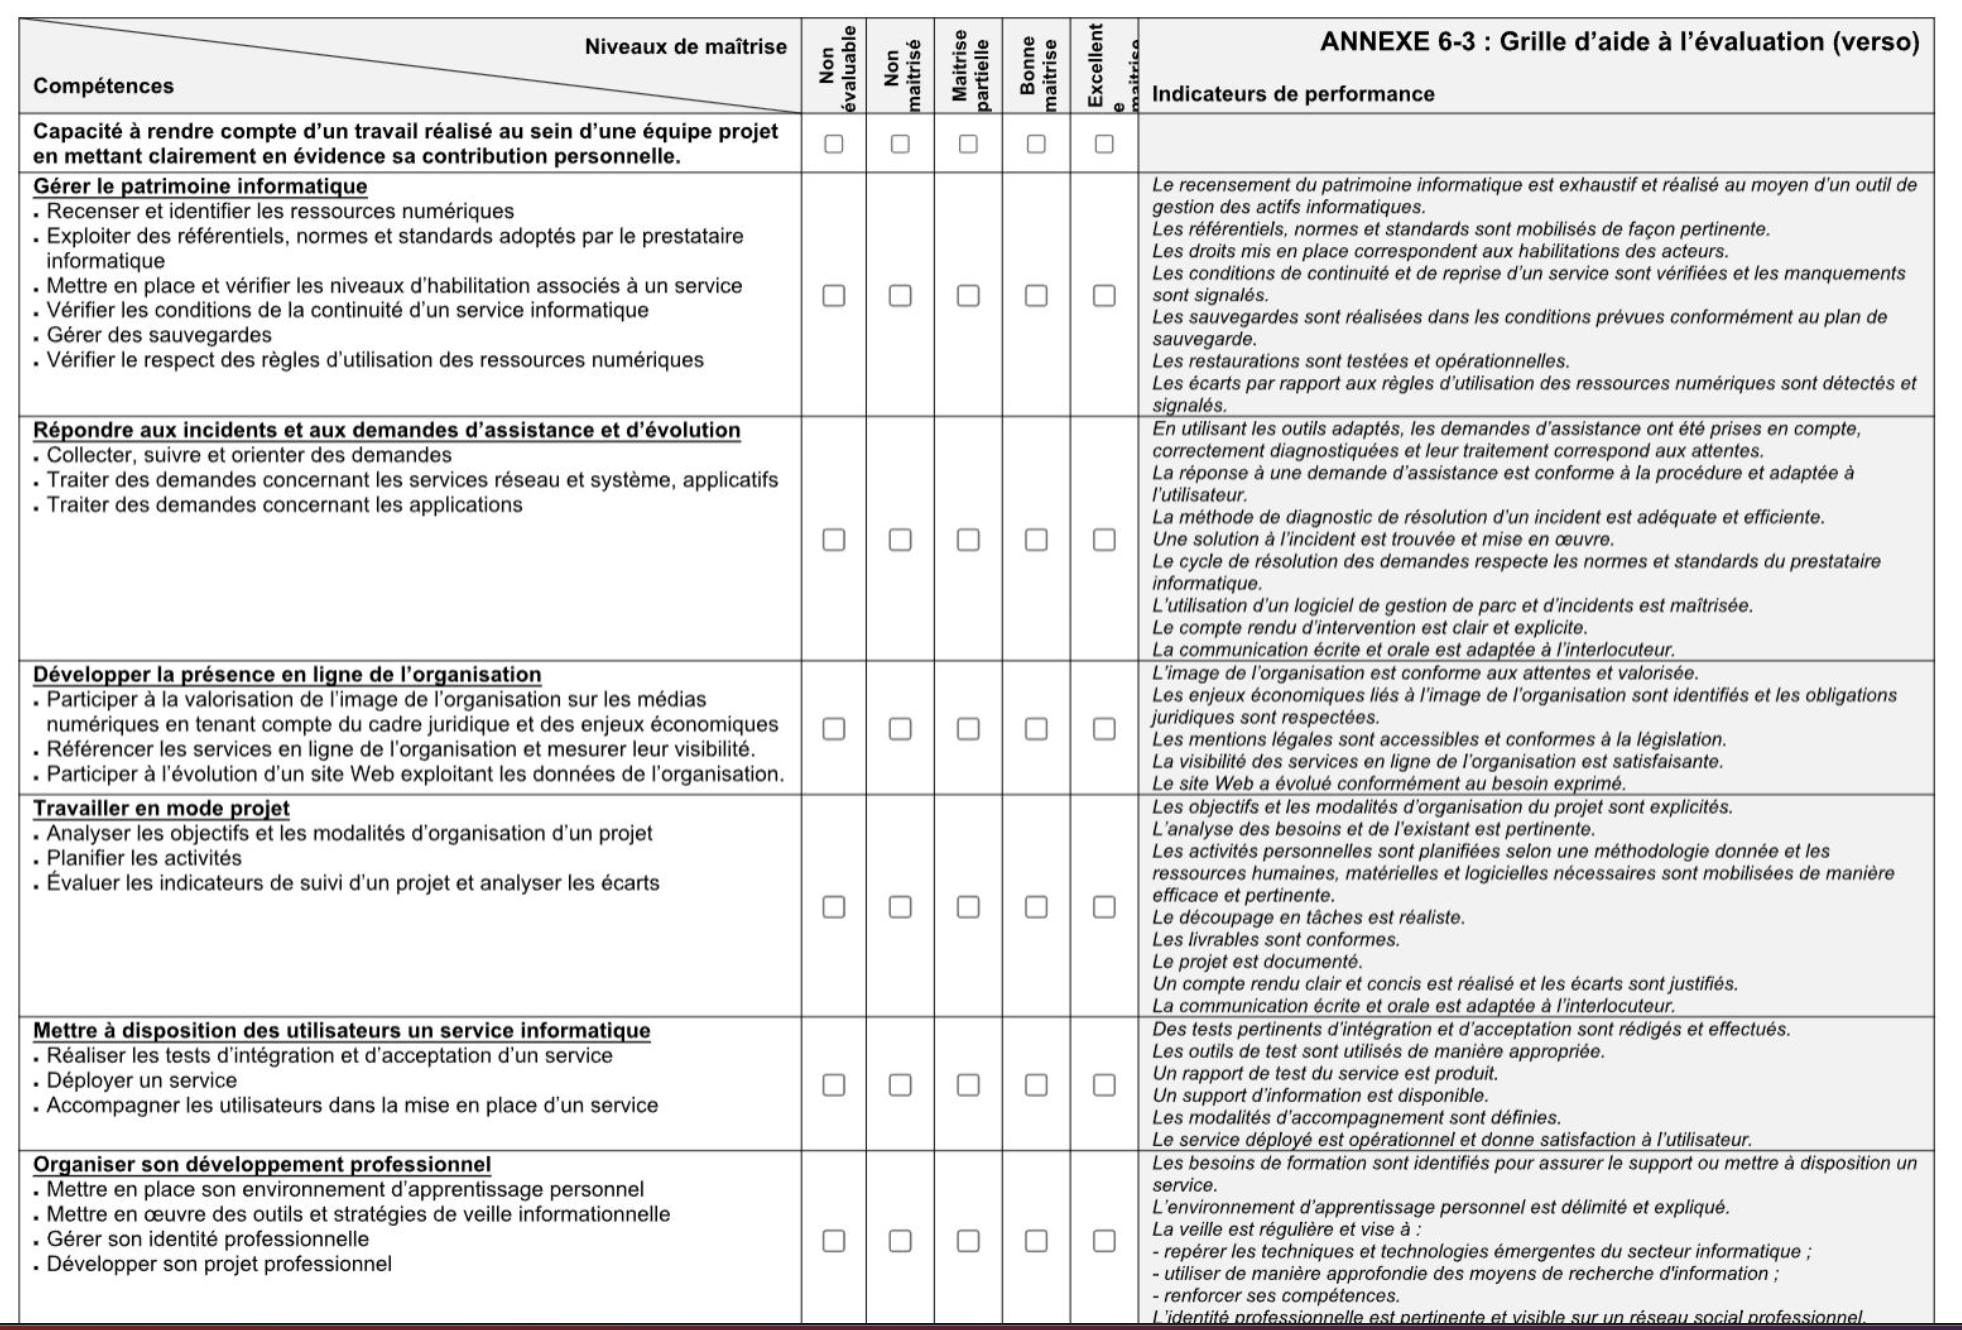 Niveaux de maîtrise
Compétences
Non
évaluable
Non
maitrisé
Maitrise
partielle
Bonne
maitrise
Excellent
e
maitrise
ANNEXE 6-3 : Grille d’aide à l’évaluation (verso)
Indicateurs de performance
Capacité à rendre compte d’un travail réalisé au sein d’une équipe projet
en mettant clairement en évidence sa contribution personnelle.
Gérer le patrimoine informatique
▪ Recenser et identifier les ressources numériques
▪ Exploiter des référentiels, normes et standards adoptés par le prestataire
informatique
▪ Mettre en place et vérifier les niveaux d’habilitation associés à un service
▪ Vérifier les conditions de la continuité d’un service informatique
▪ Gérer des sauvegardes
▪ Vérifier le respect des règles d’utilisation des ressources numériques
Le recensement du patrimoine informatique est exhaustif et réalisé au moyen d’un outil de
gestion des actifs informatiques.
Les référentiels, normes et standards sont mobilisés de façon pertinente.
Les droits mis en place correspondent aux habilitations des acteurs.
Les conditions de continuité et de reprise d’un service sont vérifiées et les manquements
sont signalés.
Les sauvegardes sont réalisées dans les conditions prévues conformément au plan de
sauvegarde.
Les restaurations sont testées et opérationnelles.
Les écarts par rapport aux règles d’utilisation des ressources numériques sont détectés et
signalés.
Répondre aux incidents et aux demandes d’assistance et d’évolution
▪ Collecter, suivre et orienter des demandes
▪ Traiter des demandes concernant les services réseau et système, applicatifs
▪ Traiter des demandes concernant les applications
En utilisant les outils adaptés, les demandes d’assistance ont été prises en compte,
correctement diagnostiquées et leur traitement correspond aux attentes.
La réponse à une demande d’assistance est conforme à la procédure et adaptée à
l’utilisateur.
La méthode de diagnostic de résolution d’un incident est adéquate et efficiente.
Une solution à l’incident est trouvée et mise en œuvre.
Le cycle de résolution des demandes respecte les normes et standards du prestataire
informatique.
L’utilisation d’un logiciel de gestion de parc et d’incidents est maîtrisée.
Le compte rendu d’intervention est clair et explicite.
La communication écrite et orale est adaptée à l’interlocuteur.
Développer la présence en ligne de l’organisation
▪ Participer à la valorisation de l’image de l’organisation sur les médias
numériques en tenant compte du cadre juridique et des enjeux économiques
▪ Référencer les services en ligne de l’organisation et mesurer leur visibilité.
▪ Participer à l’évolution d’un site Web exploitant les données de l’organisation.
L’image de l’organisation est conforme aux attentes et valorisée.
Les enjeux économiques liés à l’image de l’organisation sont identifiés et les obligations
juridiques sont respectées.
Les mentions légales sont accessibles et conformes à la législation.
La visibilité des services en ligne de l’organisation est satisfaisante.
Le site Web a évolué conformément au besoin exprimé.
Travailler en mode projet
▪ Analyser les objectifs et les modalités d’organisation d’un projet
▪ Planifier les activités
▪ Évaluer les indicateurs de suivi d’un projet et analyser les écarts
Les objectifs et les modalités d’organisation du projet sont explicités.
L’analyse des besoins et de l’existant est pertinente.
Les activités personnelles sont planifiées selon une méthodologie donnée et les
ressources humaines, matérielles et logicielles nécessaires sont mobilisées de manière
efficace et pertinente.
Le découpage en tâches est réaliste.
Les livrables sont conformes.
Le projet est documenté.
Un compte rendu clair et concis est réalisé et les écarts sont justifiés.
La communication écrite et orale est adaptée à l’interlocuteur.
Mettre à disposition des utilisateurs un service informatique
▪ Réaliser les tests d’intégration et d’acceptation d’un service
▪ Déployer un service
▪ Accompagner les utilisateurs dans la mise en place d’un service
Des tests pertinents d’intégration et d’acceptation sont rédigés et effectués.
Les outils de test sont utilisés de manière appropriée.
Un rapport de test du service est produit.
Un support d’information est disponible.
Les modalités d’accompagnement sont définies.
Le service déployé est opérationnel et donne satisfaction à l’utilisateur.
Organiser son développement professionnel
▪ Mettre en place son environnement d’apprentissage personnel
▪ Mettre en œuvre des outils et stratégies de veille informationnelle
▪ Gérer son identité professionnelle
▪ Développer son projet professionnel
Les besoins de formation sont identifiés pour assurer le support ou mettre à disposition un
service.
L’environnement d’apprentissage personnel est délimité et expliqué.
La veille est régulière et vise à :
- repérer les techniques et technologies émergentes du secteur informatique ;
- utiliser de manière approfondie des moyens de recherche d'information ;
- renforcer ses compétences.
L’identité professionnelle est pertinente et visible sur un réseau social professionnel.